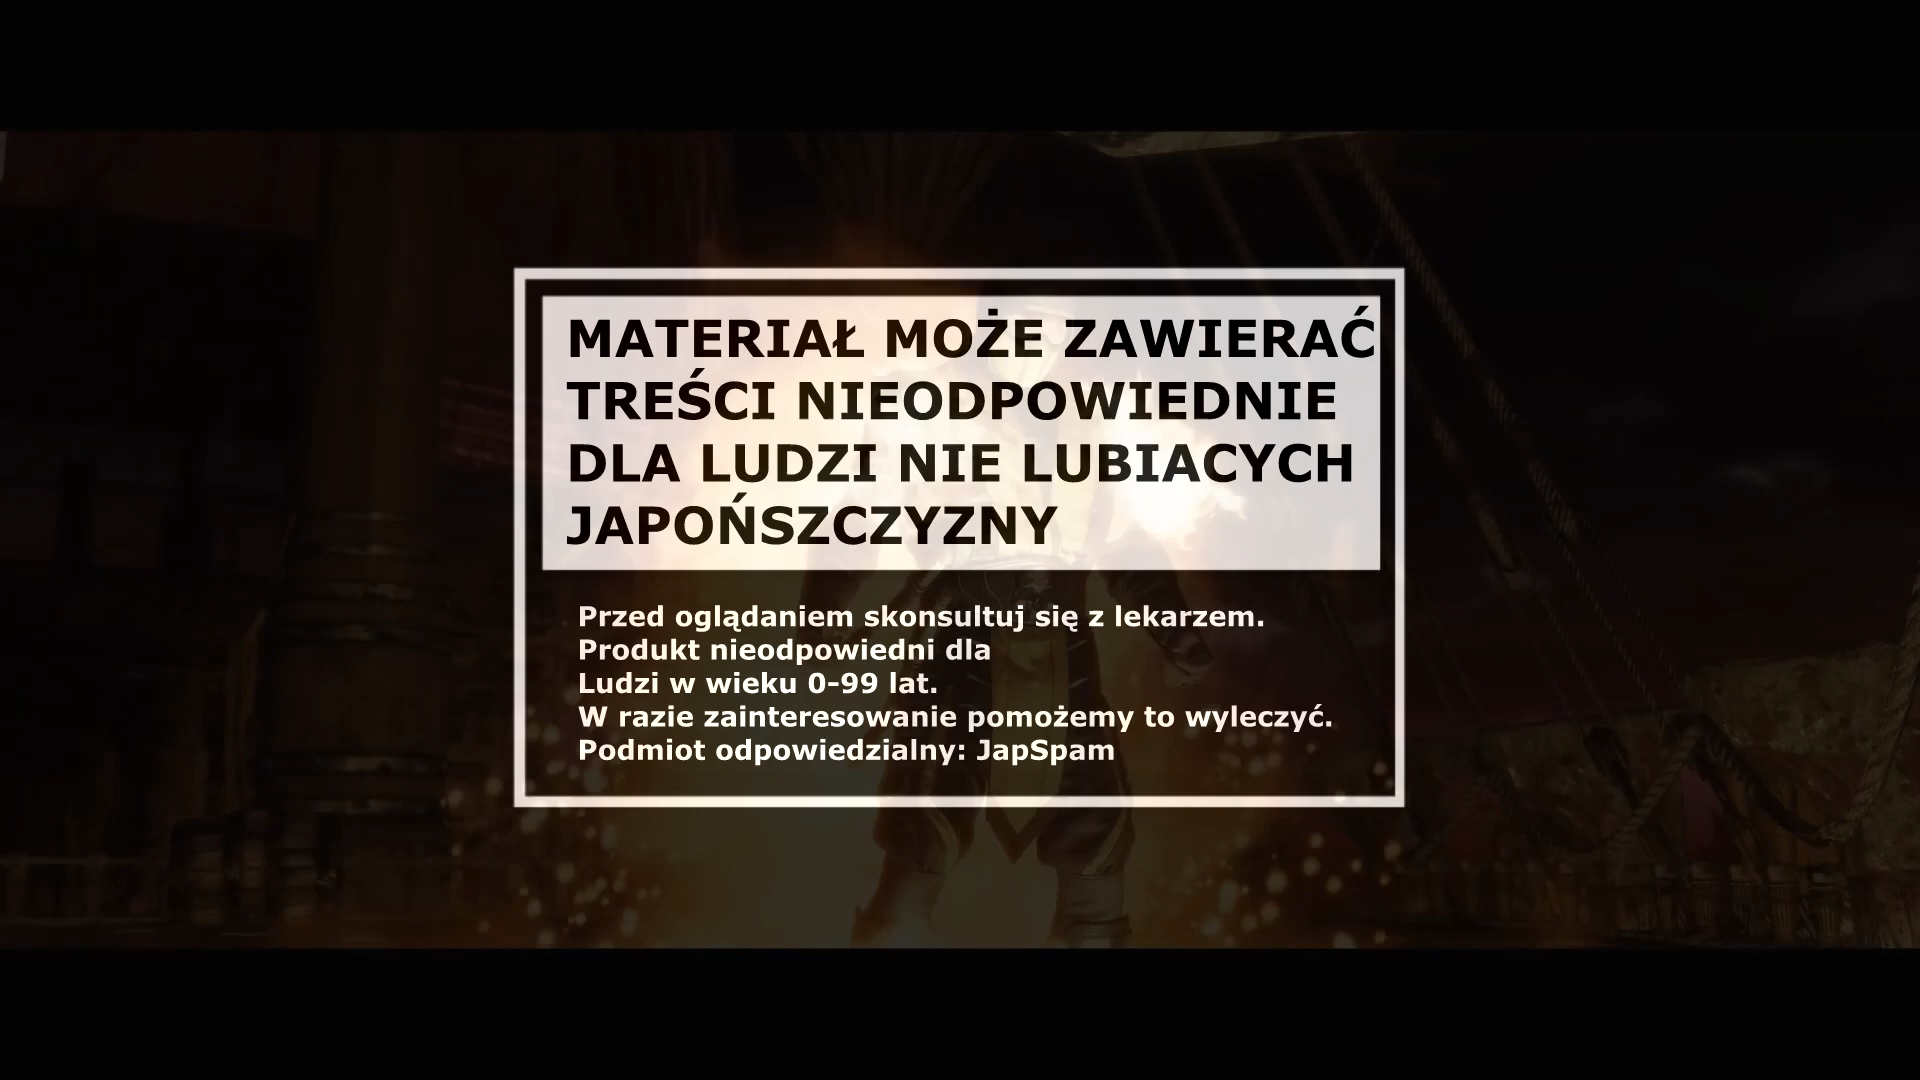 MATERIAŁ MOŻE ZAWIERAĆ
TREŚCI NIEODPOWIEDNIE
DLA LUDZI NIE LUBIACYCH
JAPOŃSZCZYZNY
Przed oglądaniem skonsultuj się z lekarzem.
Produkt nieodpowiedni dla
Ludzi w wieku 0-99 lat.
W razie zainteresowanie pomożemy to wyleczyć.
Podmiot odpowiedzialny: JapSpam